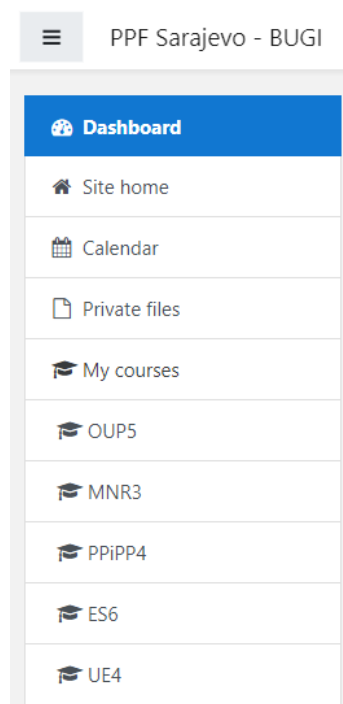 PPF Sarajevo - BUGI
Dashboard
Site home
Calendar
Private files
My courses
OUP5
MNR3
PPiPP4
ES6
UE4